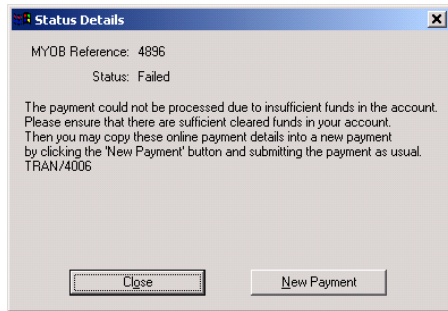 Status Details
MYOB Reference: 4896
Status: Failed
The payment could not be processed due to insufficient funds in the account.
Please ensure that there are sufficient cleared funds in your account.
Then you may copy these online payment details into a new payment
by clicking the 'New Payment' button and submitting the payment as usual.
TRAN/4006
Close
New Payment